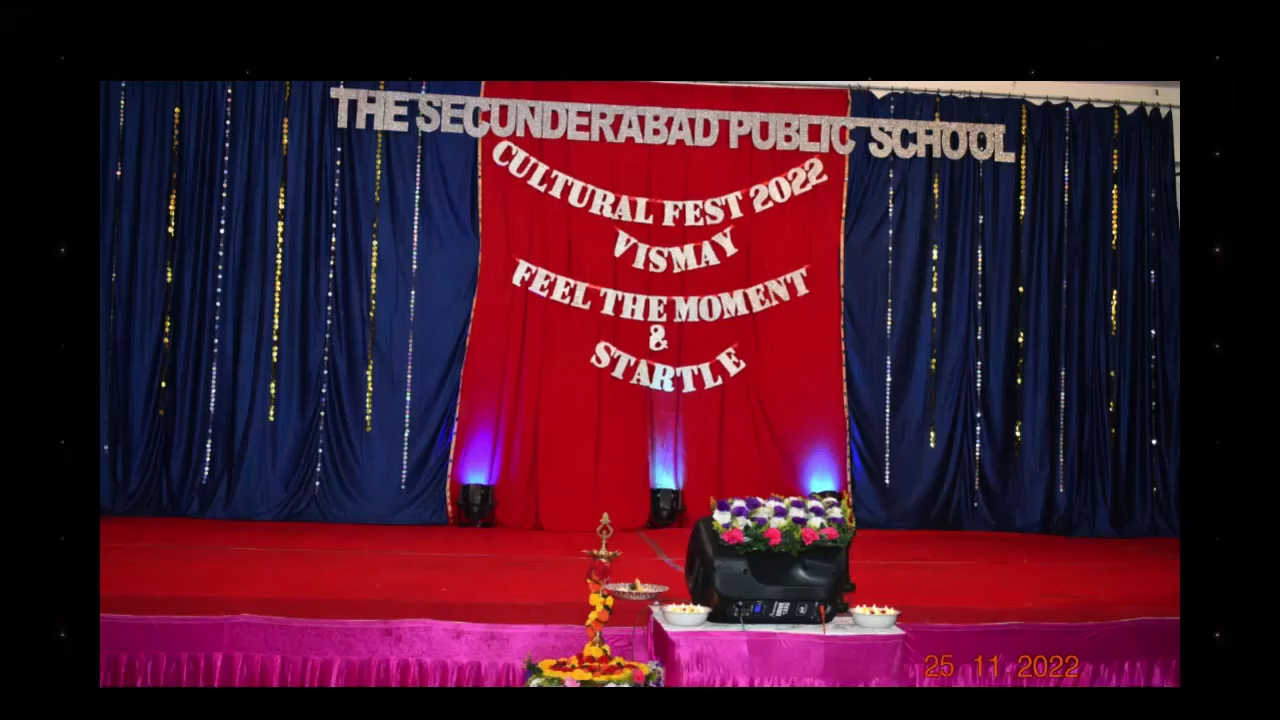 THE SECUNDERABAD PUBLIC SCHOOL
CULTURAL FEST 2022
VISMAY
FEEL THE MOMENT
&
STARTLE
25 11 2022